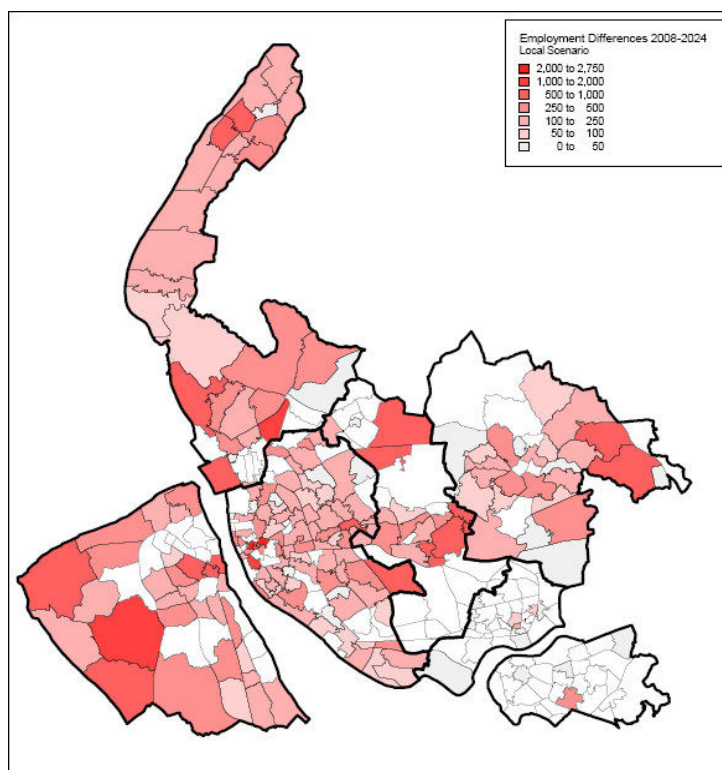 Employment Differences 2008-2024
Local Scenario
2,000 to 2,750
1,000 to 2,000
500 to 1,000
250 to 500
100 to 250
50 to 100
0 to 50